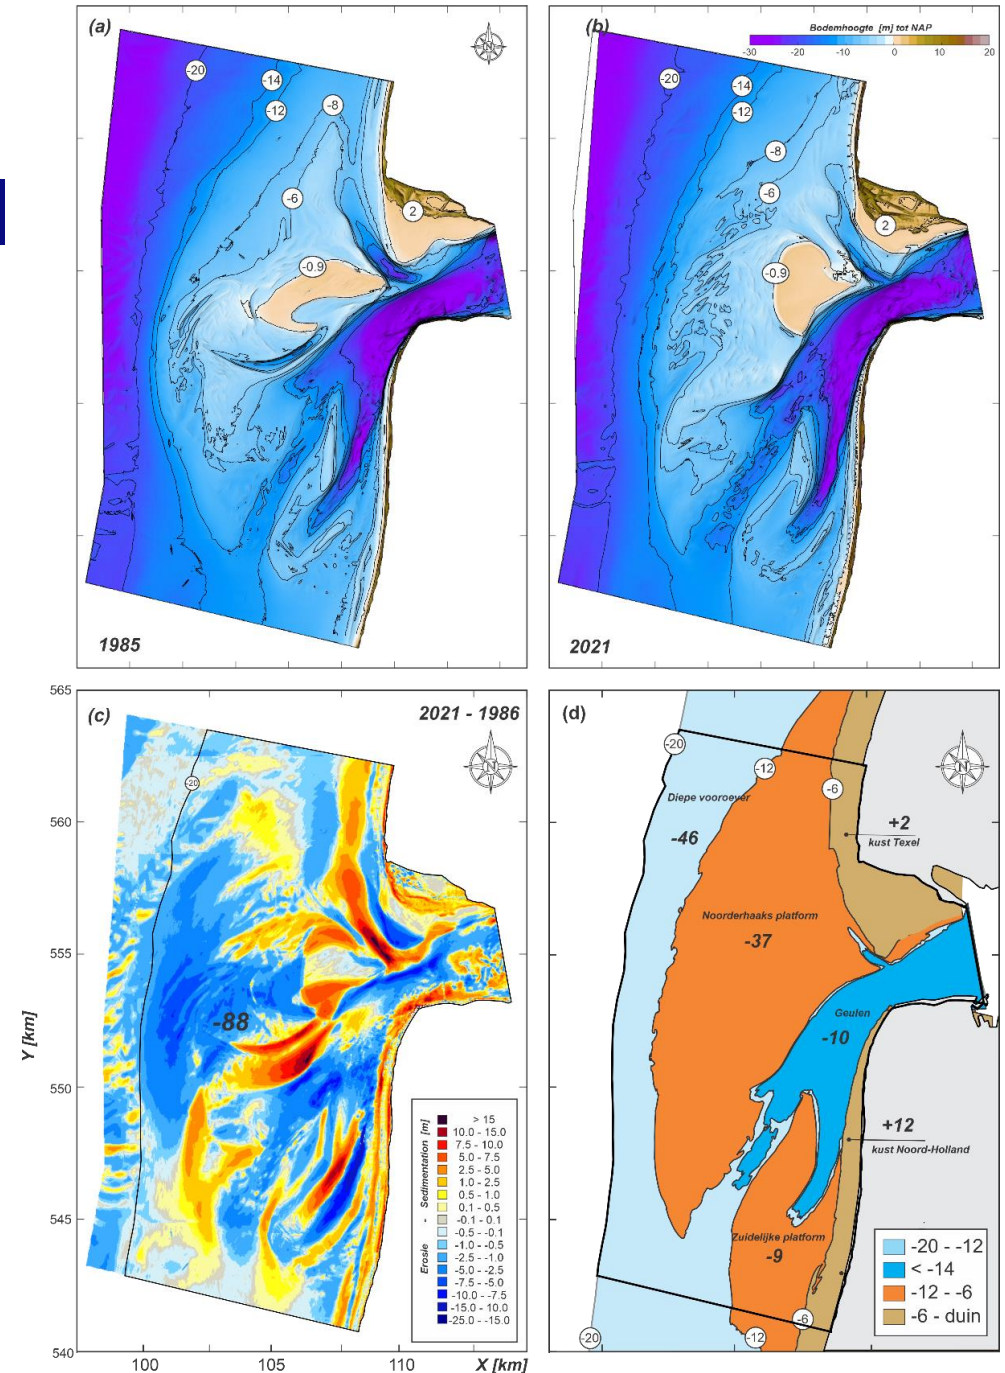 (a)
N
-20
-14
-12
-8
-6
2
-0.9
1985
(b)
Bodemhoogte [m] tot NAP
-30 -20 -10 0 10 20
-20
-14
-12
-8
-6
2
-0.9
2021
565
(c)
2021 - 1986
N
-20
560
555
-88
Y [km]
550
545
540
100 105 110 X [km]
Erosie - Sedimentation [m]
> 15
10.0 - 15.0
7.5 - 10.0
5.0 - 7.5
2.5 - 5.0
1.0 - 2.5
0.5 - 1.0
0.1 - 0.5
-0.1 - 0.1
-0.5 - -0.1
-1.0 - -0.5
-2.5 - -1.0
-5.0 - -2.5
-7.5 - -5.0
-10.0 - -7.5
-15.0 - 10.0
-25.0 - -15.0
(d)
N
-20
-12
-6
Diepe vooroever
-46
+2
kust Texel
Noorderhaaks platform
-37
Geulen
-10
+12
kust Noord-Holland
Zuidelijke platform
-9
-20
-12
-6
-20 - -12
< -14
-12 - -6
-6 - duin